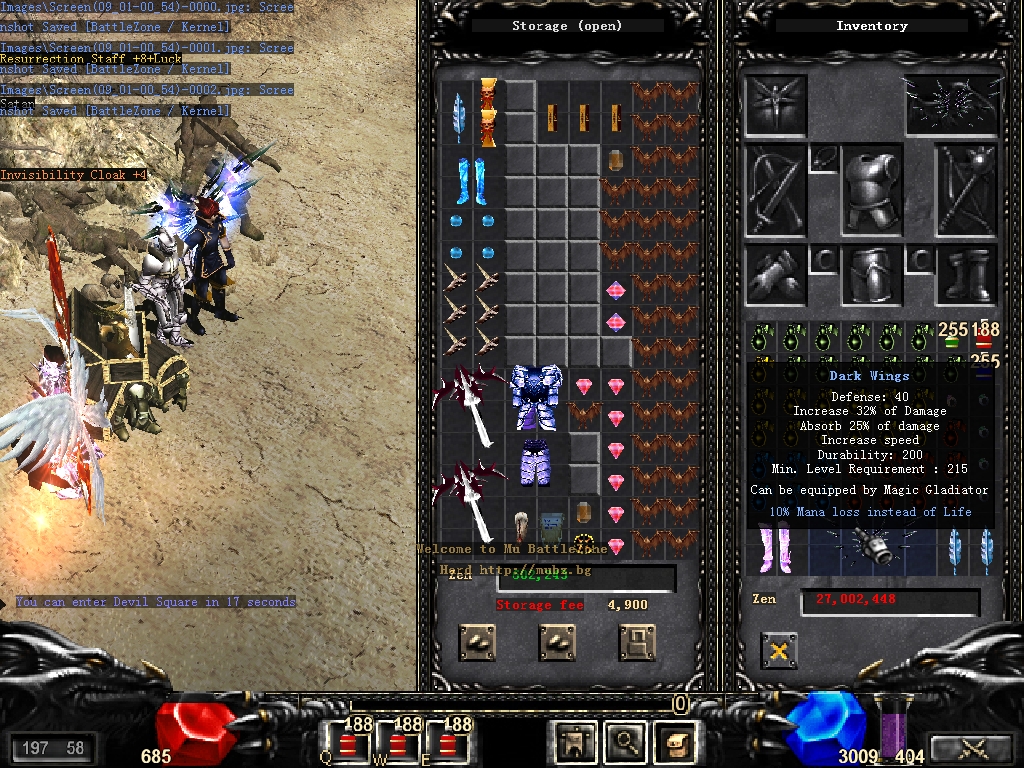 Images\Screen(09_01-00_54)-0000.jpg: Scree
nshot Saved [BattleZone / Kernel]
Images\Screen(09_01-00_54)-0001.jpg: Scree
Resurrection Staff +8+Luck
nshot Saved [BattleZone / Kernel]
Images\Screen(09_01-00_54)-0002.jpg: Scree
Satan
nshot Saved [BattleZone / Kernel]
Invisibility Cloak +4
You can enter Devil Square in 17 seconds
Storage (open)
Welcome to Mu BattleZone
Hard http://mubz.bg
Zen
Storage fee 4,900
Inventory
255 188
255
Dark Wings
Defense: 40
Increase 32% of Damage
Absorb 25% of damage
Increase speed
Durability: 200
Min. Level Requirement : 215
Can be equipped by Magic Gladiator
10% Mana loss instead of Life
Zen 27,002,448
197 58
685
188 188 188
Q W E
0
3009 404